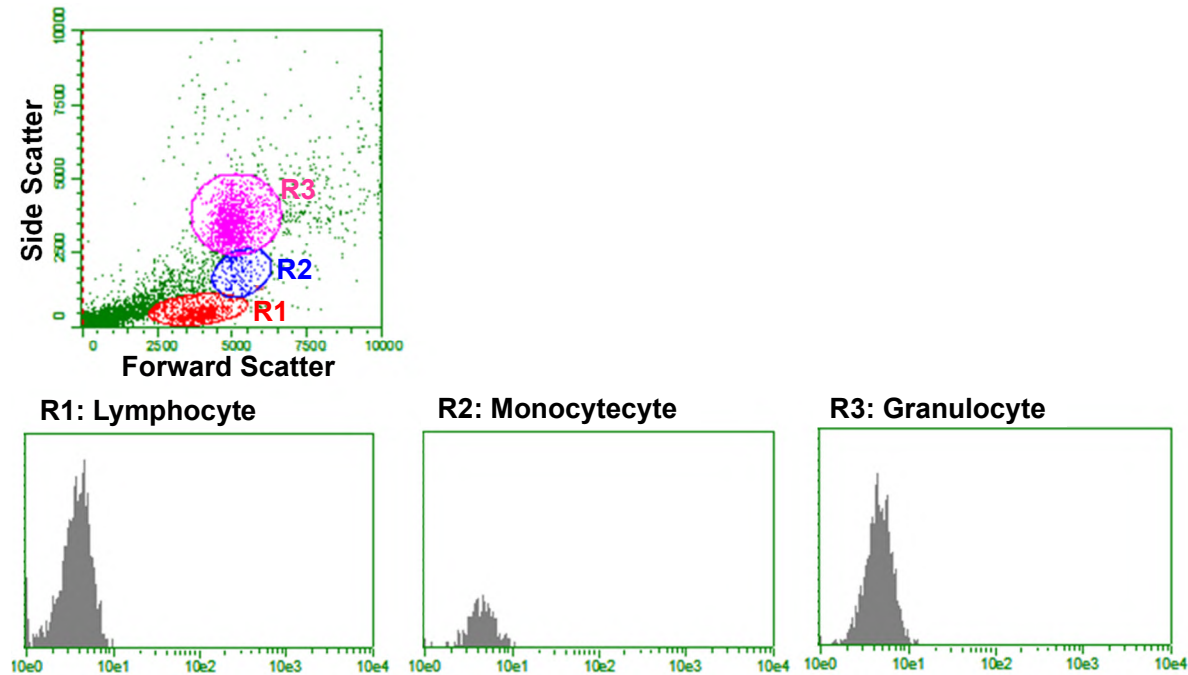 10000
7500
5000
2500
0
Side Scatter
R3
R2
R1
0 2500 5000 7500 10000
Forward Scatter
R1: Lymphocyte
R2: Monocytecyte
R3: Granulocyte
10e0 10e1 10e2 10e3 10e4
10e0 10e1 10e2 10e3 10e4
10e0 10e1 10e2 10e3 10e4